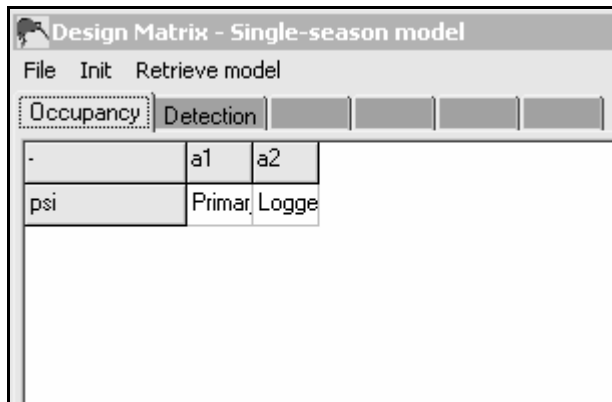 Design Matrix - Single-season model
File Init Retrieve model
Occupancy Detection
- a1 a2
psi Primar Logge